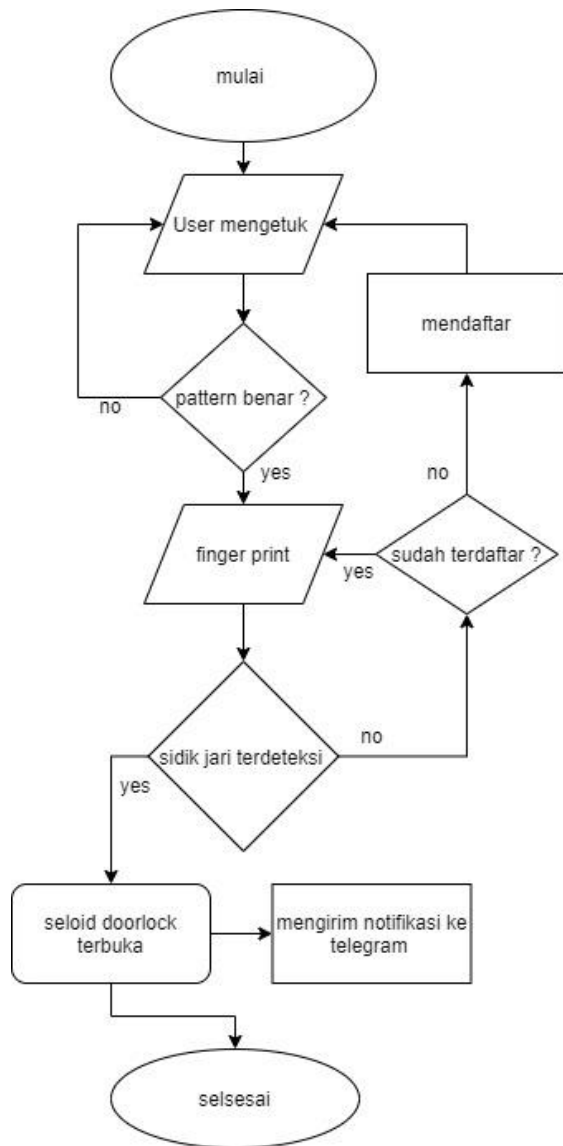 mulai
User mengetuk
mendaftar
pattern benar ?
no
yes
no
finger print
yes
sudah terdaftar ?
sidik jari terdeteksi
no
yes
seloid doorlock
terbuka
mengirim notifikasi ke
telegram
selsesai